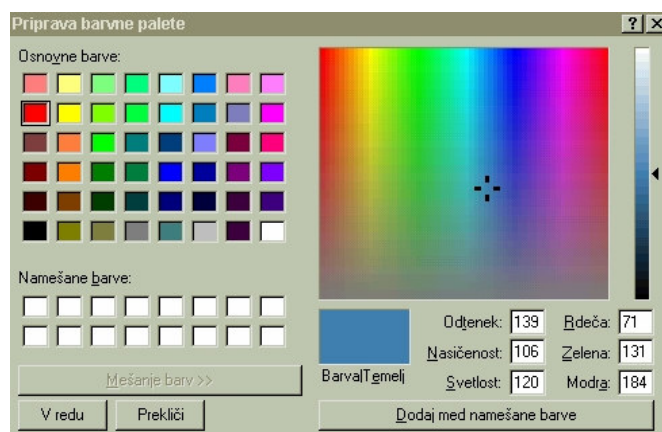 Priprava barvne palete
Osnovne barve:
Namešane barve:
Mešanje barv >>
V redu
Prekliči
Barva|Temelj
Odtenek: 139
Nasičenost: 106
Svetlost: 120
Rdeča: 71
Zelena: 131
Modra: 184
Dodaj med namešane barve